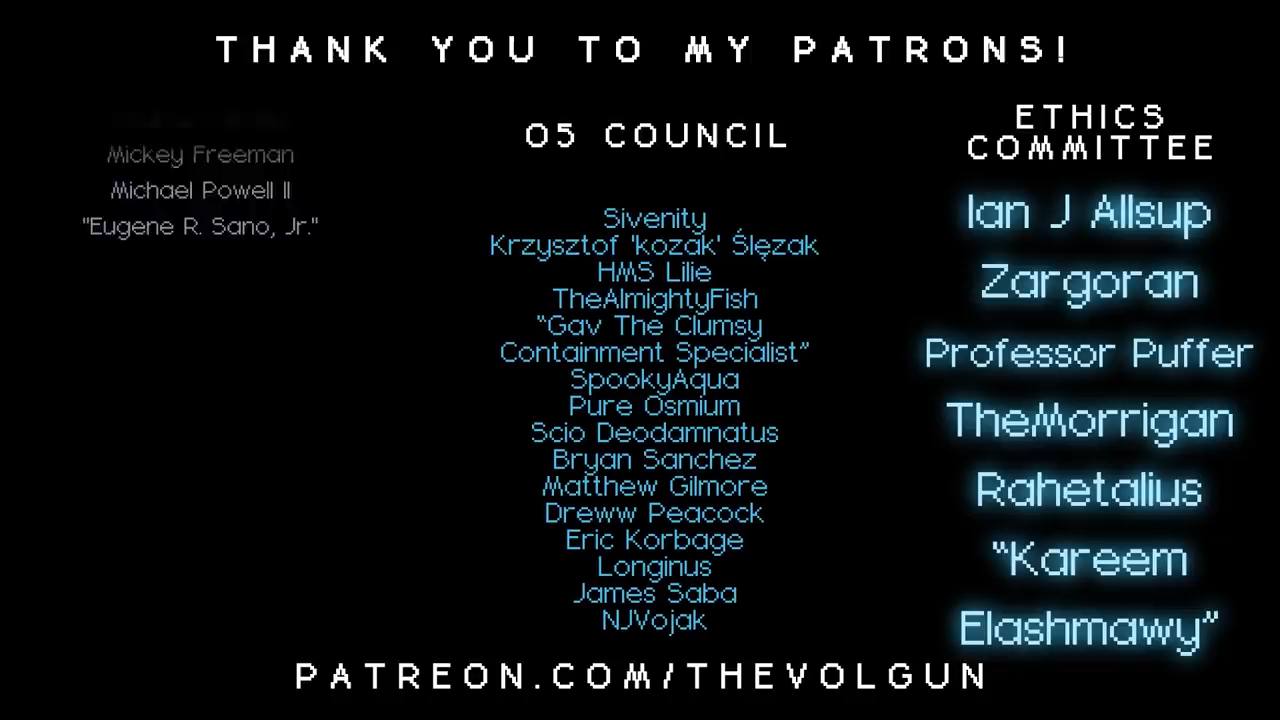 THANK YOU TO MY PATRONS!
Mickey Freeman
Michael Powell II
"Eugene R. Sano, Jr."
O5 COUNCIL
Sivenity
Krzysztof 'kozak' Ślęzak
HMS Lilie
TheAlmightyFish
"Gav The Clumsy
Containment Specialist"
SpookyAqua
Pure Osmium
Scio Deodamnatus
Bryan Sanchez
Matthew Gilmore
Dreww Peacock
Eric Korbage
Longinus
James Saba
NJVojak
ETHICS
COMMITTEE
Ian J Allsup
Zargoran
Professor Puffer
TheMorrigan
Rahetalius
"Kareem
Elashmawy"
PATREON.COM/THEVOLGUN